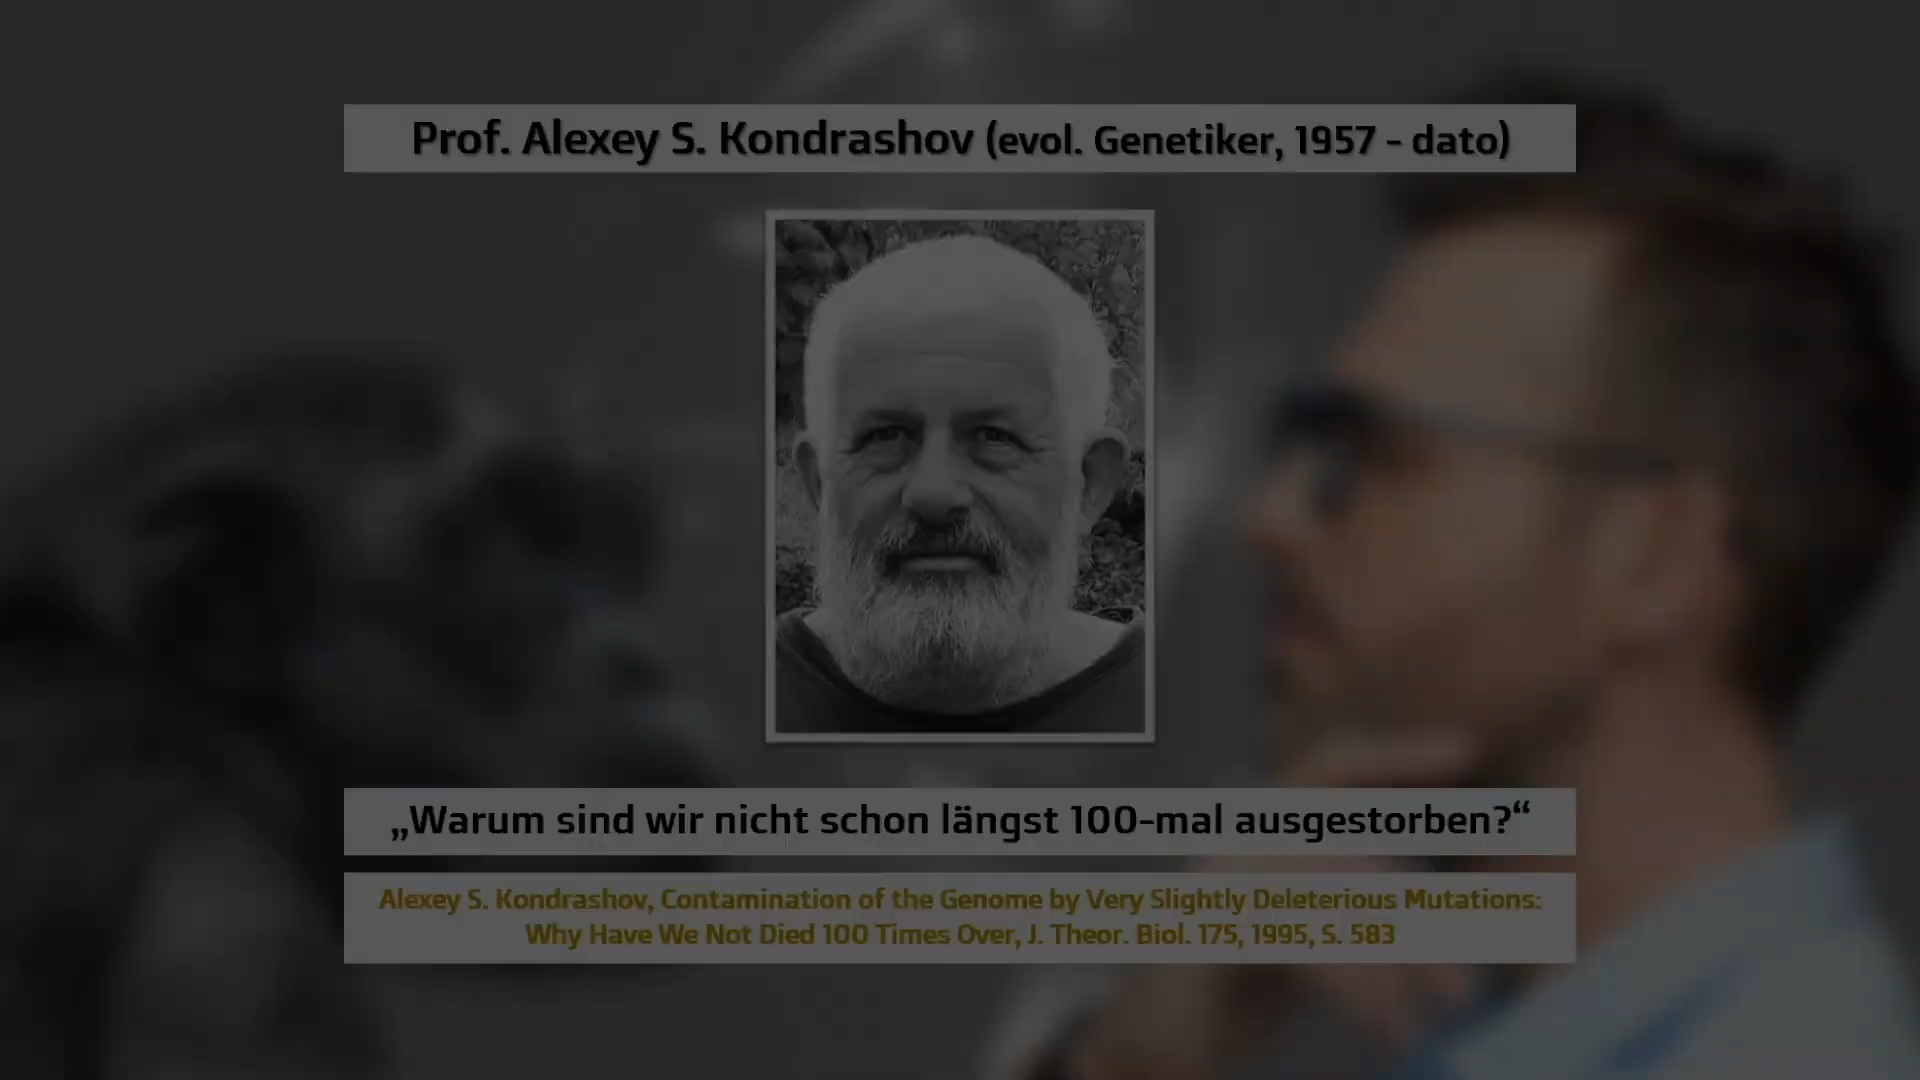 Prof. Alexey S. Kondrashov (evol. Genetiker, 1957 - dato)
„Warum sind wir nicht schon längst 100-mal ausgestorben?“
Alexey S. Kondrashov, Contamination of the Genome by Very Slightly Deleterious Mutations:
Why Have We Not Died 100 Times Over, J. Theor. Biol. 175, 1995, S. 583